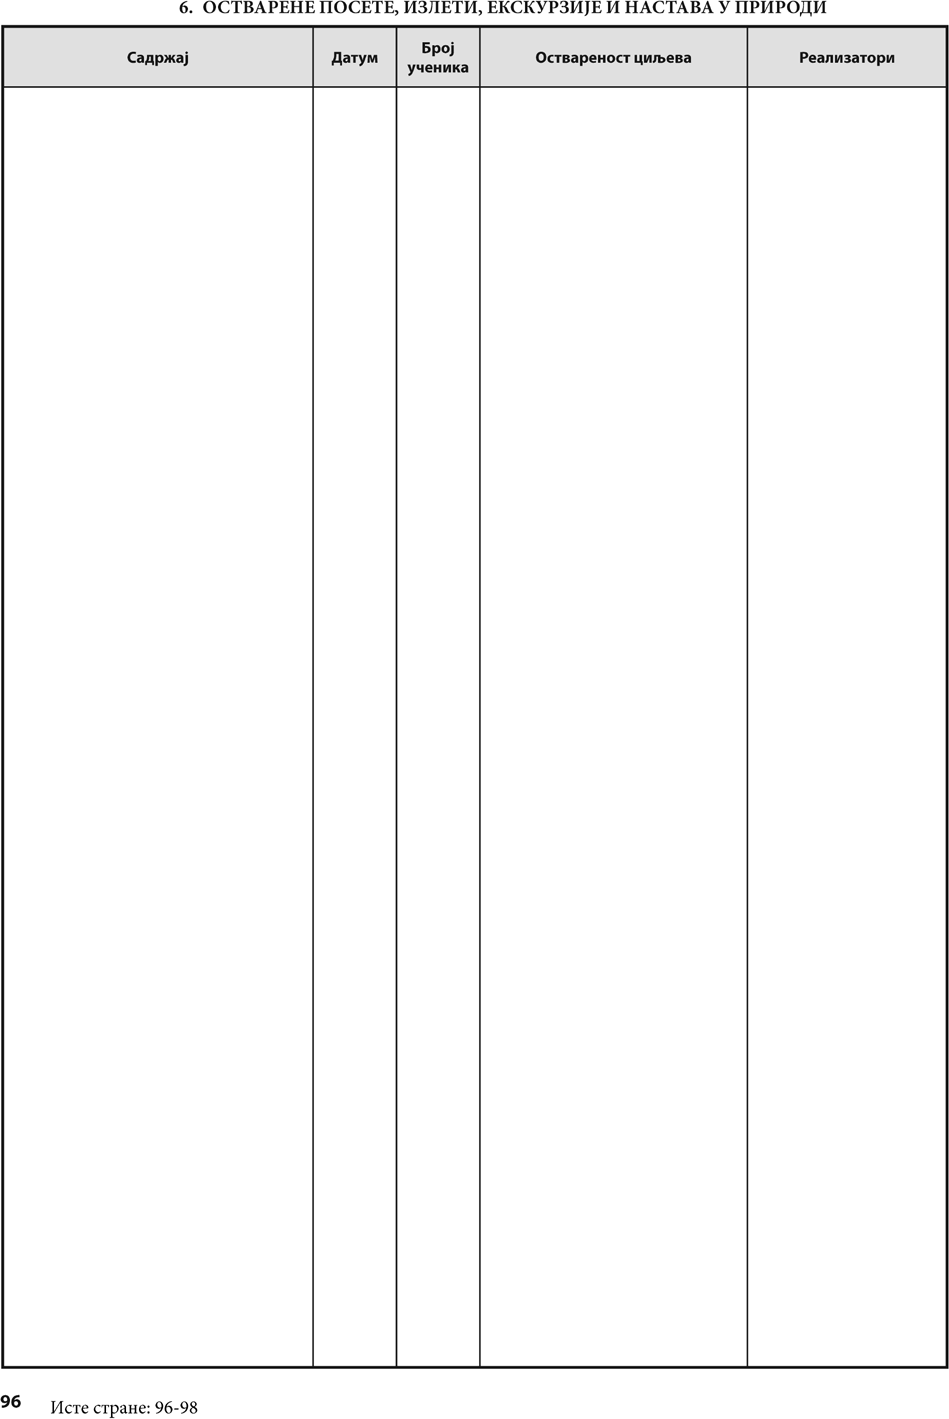 6. ОСТВАРЕНЕ ПОСЕТЕ, ИЗЛЕТИ, ЕКСКУРЗИЈЕ И НАСТАВА У ПРИРОДИ
Садржај
Датум
Број
ученика
Оствареност циљева
Реализатори
96
Исте стране: 96-98